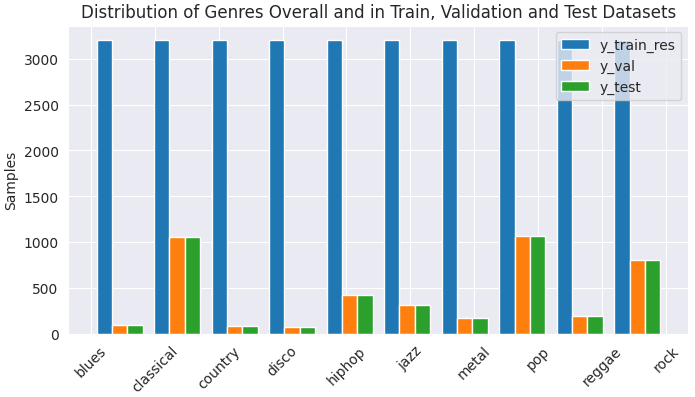 Distribution of Genres Overall and in Train, Validation and Test Datasets
y_train_res
y_val
y_test
Samples
3000
2500
2000
1500
1000
500
0
blues
classical
country
disco
hiphop
jazz
metal
pop
reggae
rock